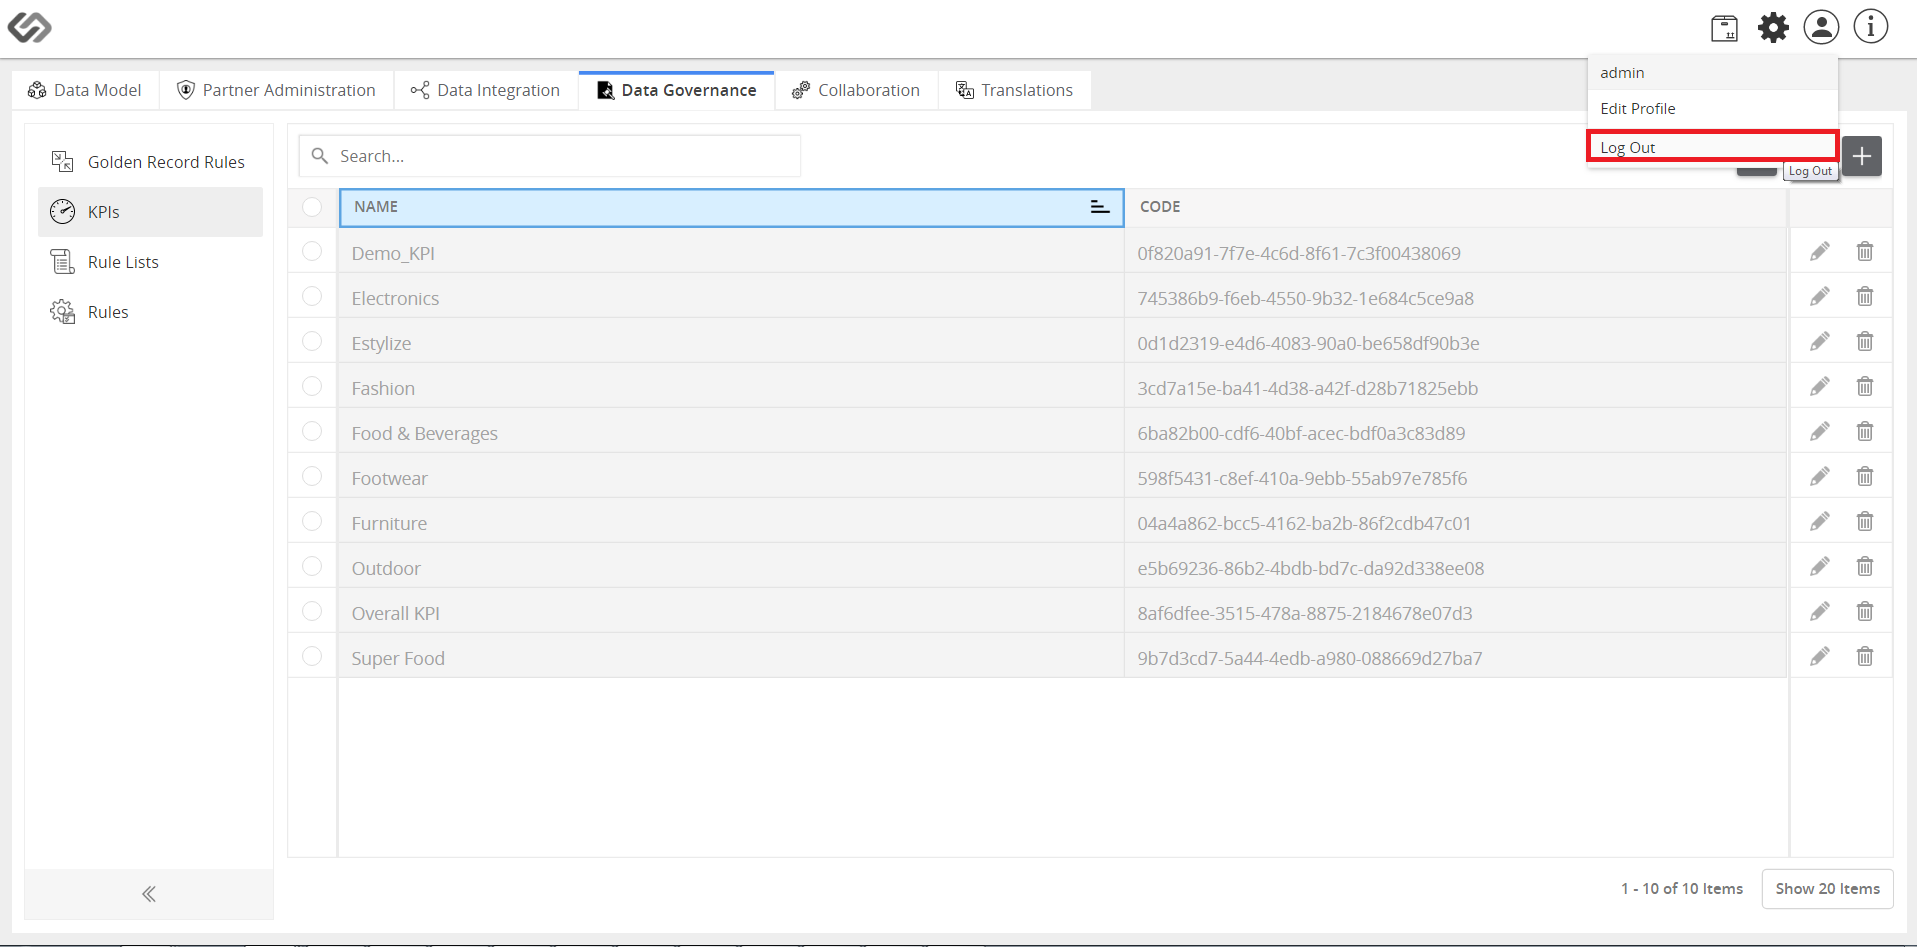 admin
Edit Profile
Log Out
Log Out
Data Model
Partner Administration
Data Integration
Data Governance
Collaboration
Translations
Golden Record Rules
KPIs
Rule Lists
Rules
Search...
NAME CODE
Demo_KPI 0f820a91-7f7e-4c6d-8f61-7c3f00438069
Electronics 745386b9-f6eb-4550-9b32-1e684c5ce9a8
Estylize 0d1d2319-e4d6-4083-90a0-be658df90b3e
Fashion 3cd7a15e-ba41-4d38-a42f-d28b71825ebb
Food & Beverages 6ba82b00-cdf6-40bf-acec-bdf0a3c83d89
Footwear 598f5431-c8ef-410a-9ebb-55ab97e785f6
Furniture 04a4a862-bcc5-4162-ba2b-86f2cdb47c01
Outdoor e5b69236-86b2-4bdb-bd7c-da92d338ee08
Overall KPI 8af6dfee-3515-478a-8875-2184678e07d3
Super Food 9b7d3cd7-5a44-4edb-a980-088669d27ba7
1 - 10 of 10 Items
Show 20 Items